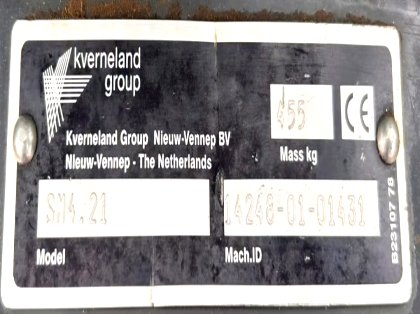 kverneland
group
Kverneland Group Nieuw-Vennep BV
Nieuw-Vennep - The Netherlands
455
CE
Mass kg
SM4.21
14248-01-01431
Model
Mach.ID
B23107 78